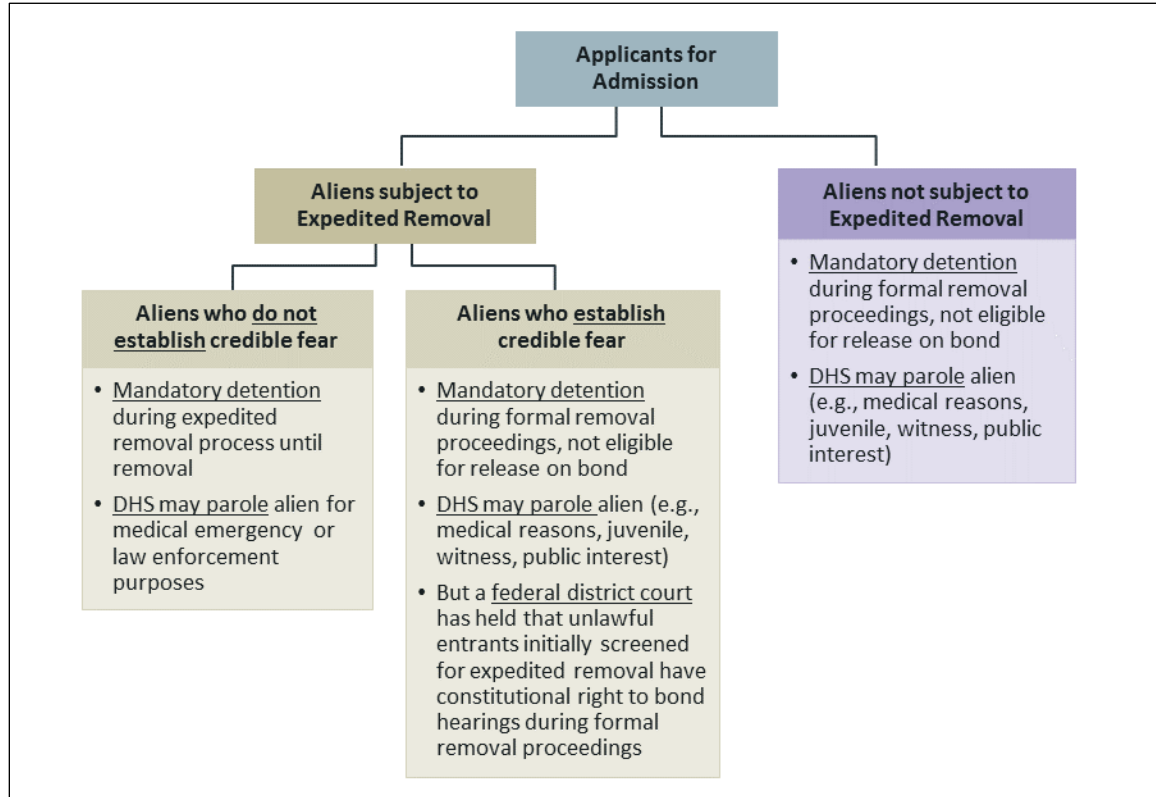 Applicants for
Admission
Aliens subject to
Expedited Removal
Aliens not subject to
Expedited Removal
• Mandatory detention
during formal removal
proceedings, not eligible
for release on bond
• DHS may parole alien
(e.g., medical reasons,
juvenile, witness, public
interest)
Aliens who do not
establish credible fear
• Mandatory detention
during expedited
removal process until
removal
• DHS may parole alien for
medical emergency or
law enforcement
purposes
Aliens who establish
credible fear
• Mandatory detention
during formal removal
proceedings, not eligible
for release on bond
• DHS may parole alien (e.g.,
medical reasons, juvenile,
witness, public interest)
• But a federal district court
has held that unlawful
entrants initially screened
for expedited removal have
constitutional right to bond
hearings during formal
removal proceedings